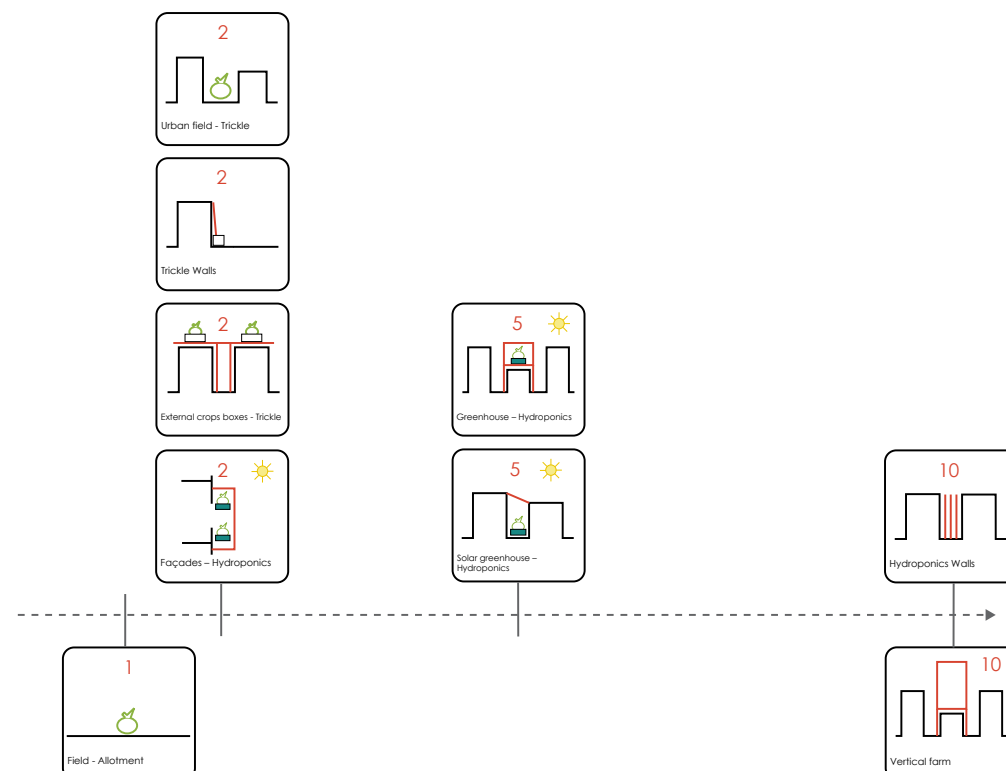 2
Urban field - Trickle
2
Trickle Walls
2
External crops boxes - Trickle
2
Façades – Hydroponics
5
Greenhouse – Hydroponics
5
Solar greenhouse –
Hydroponics
10
Hydroponics Walls
1
Field - Allotment
10
Vertical farm